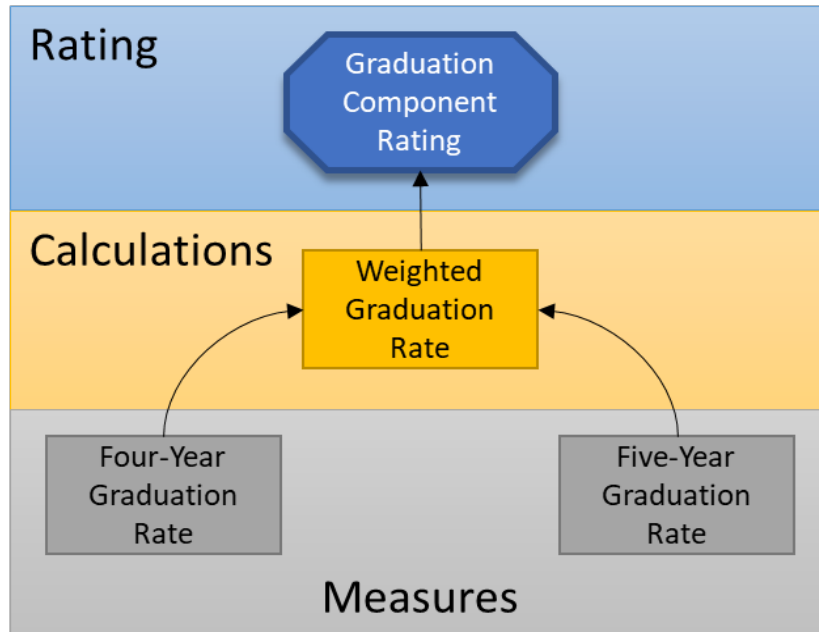 Rating
Graduation
Component
Rating
Calculations
Weighted
Graduation
Rate
Four-Year
Graduation
Rate
Five-Year
Graduation
Rate
Measures